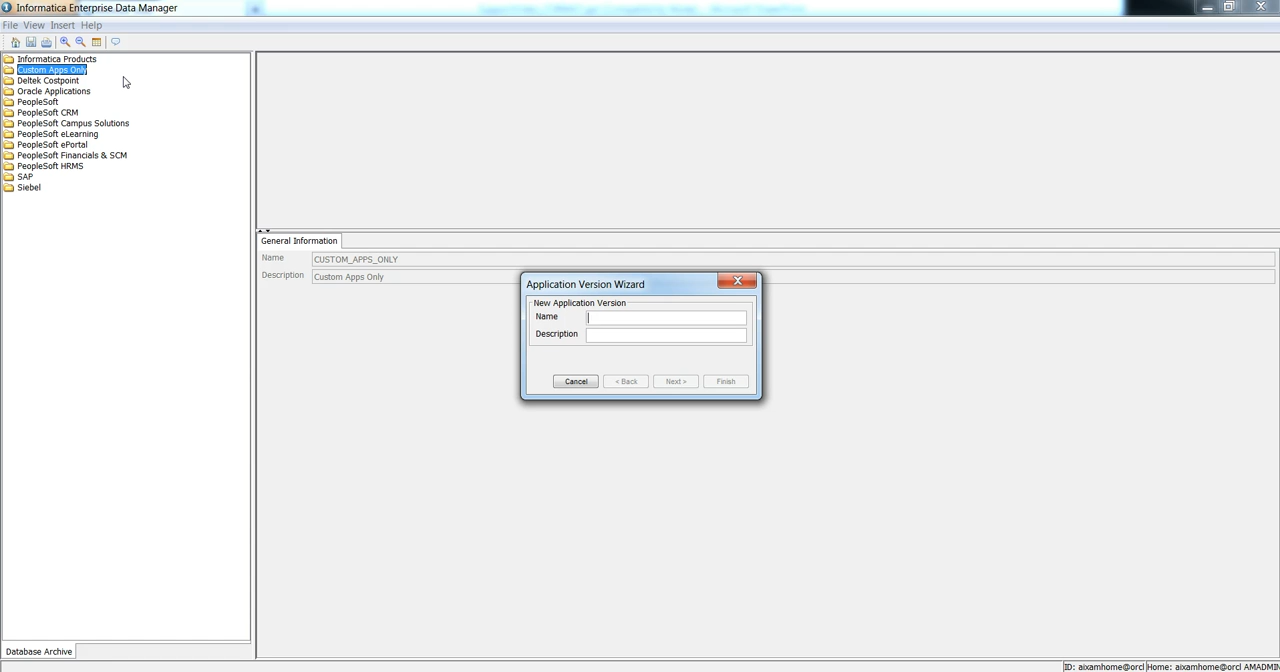 Informatica Enterprise Data Manager
File View Insert Help
Informatica Products
Custom Apps Only
Deltek Costpoint
Oracle Applications
PeopleSoft
PeopleSoft CRM
PeopleSoft Campus Solutions
PeopleSoft eLearning
PeopleSoft ePortal
PeopleSoft Financials & SCM
PeopleSoft HRMS
SAP
Siebel
General Information
Name CUSTOM_APPS_ONLY
Description Custom Apps Only
Application Version Wizard
New Application Version
Name
Description
Cancel < Back Next > Finish
Database Archive
ID: aixamhome@orcl Home: aixamhome@orcl AMADMIN